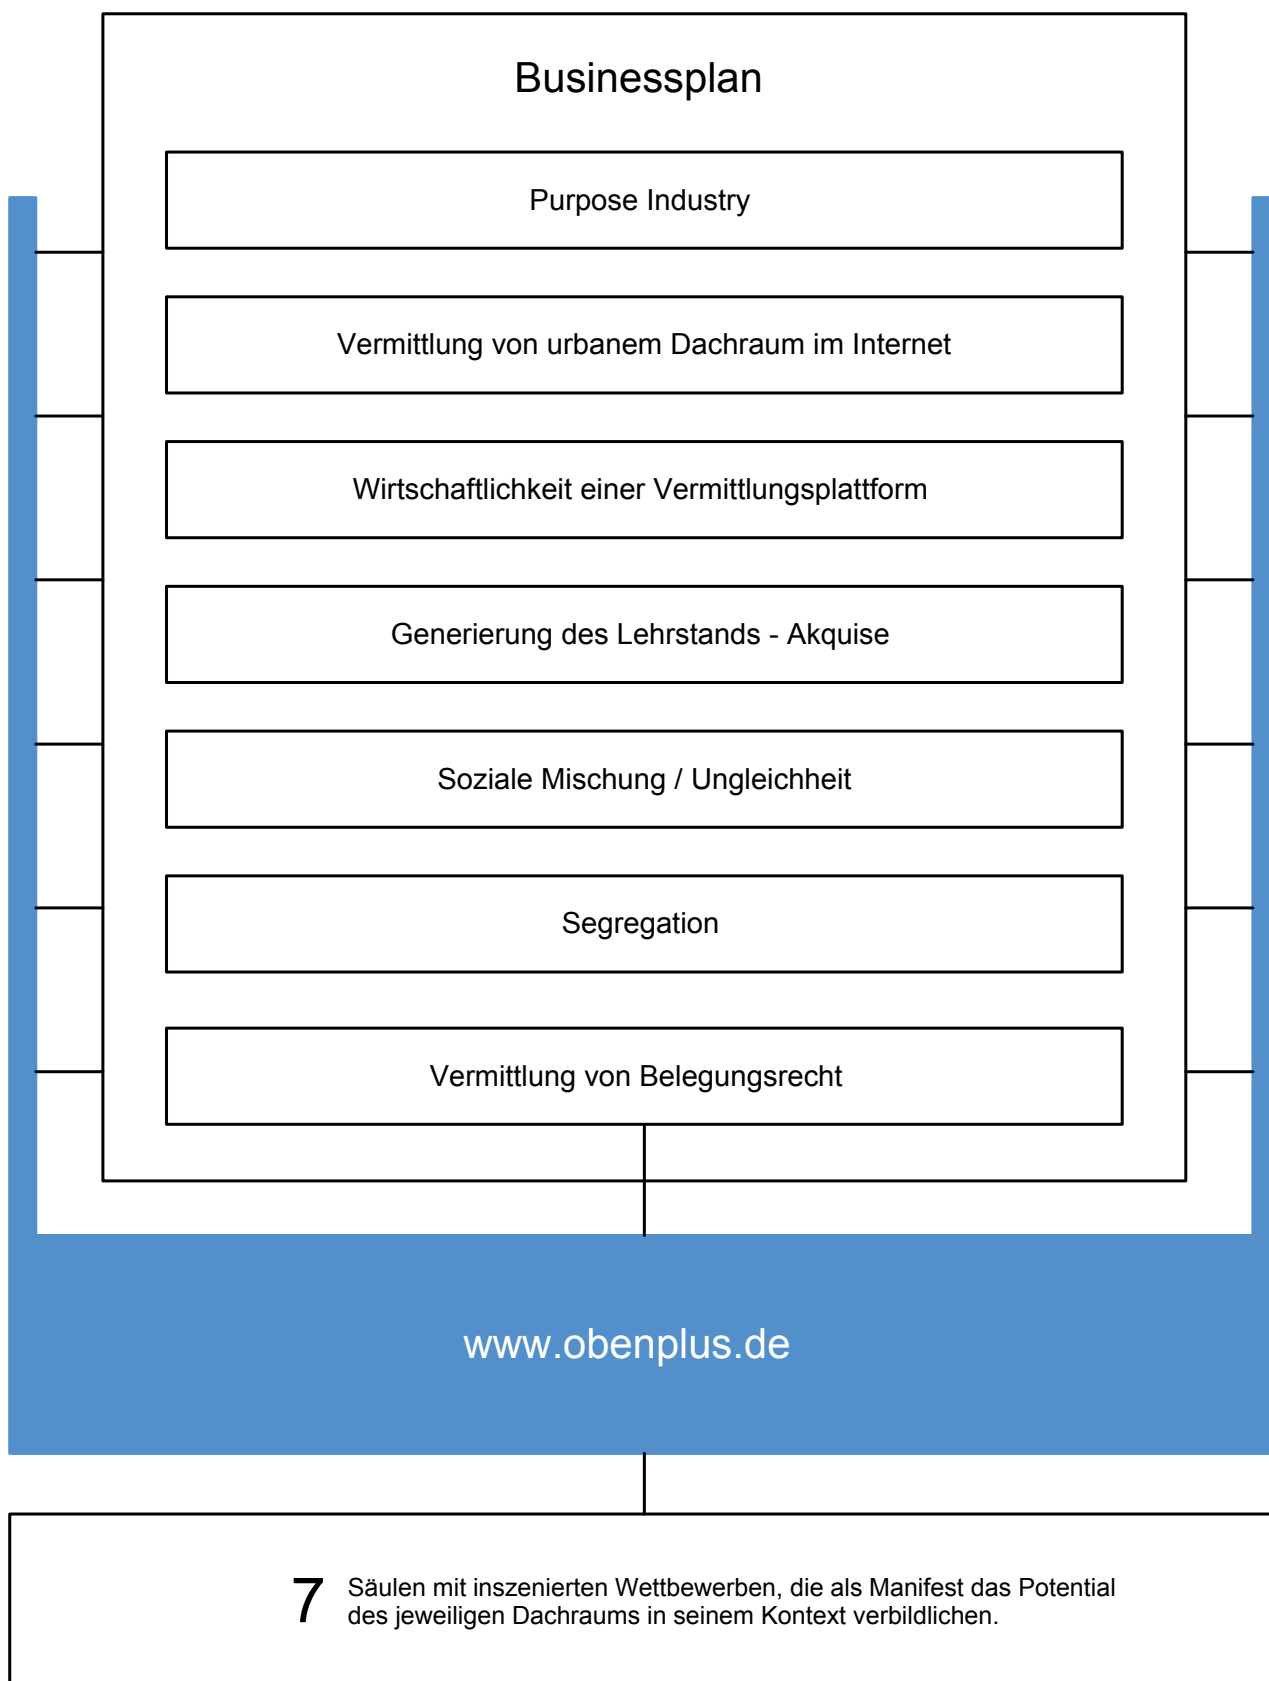 Businessplan
Purpose Industry
Vermittlung von urbanem Dachraum im Internet
Wirtschaftlichkeit einer Vermittlungsplattform
Generierung des Lehrstands - Akquise
Soziale Mischung / Ungleichheit
Segregation
Vermittlung von Belegungsrecht
www.obenplus.de
7 Säulen mit inszenierten Wettbewerben, die als Manifest das Potential
des jeweiligen Dachraums in seinem Kontext verbildlichen.